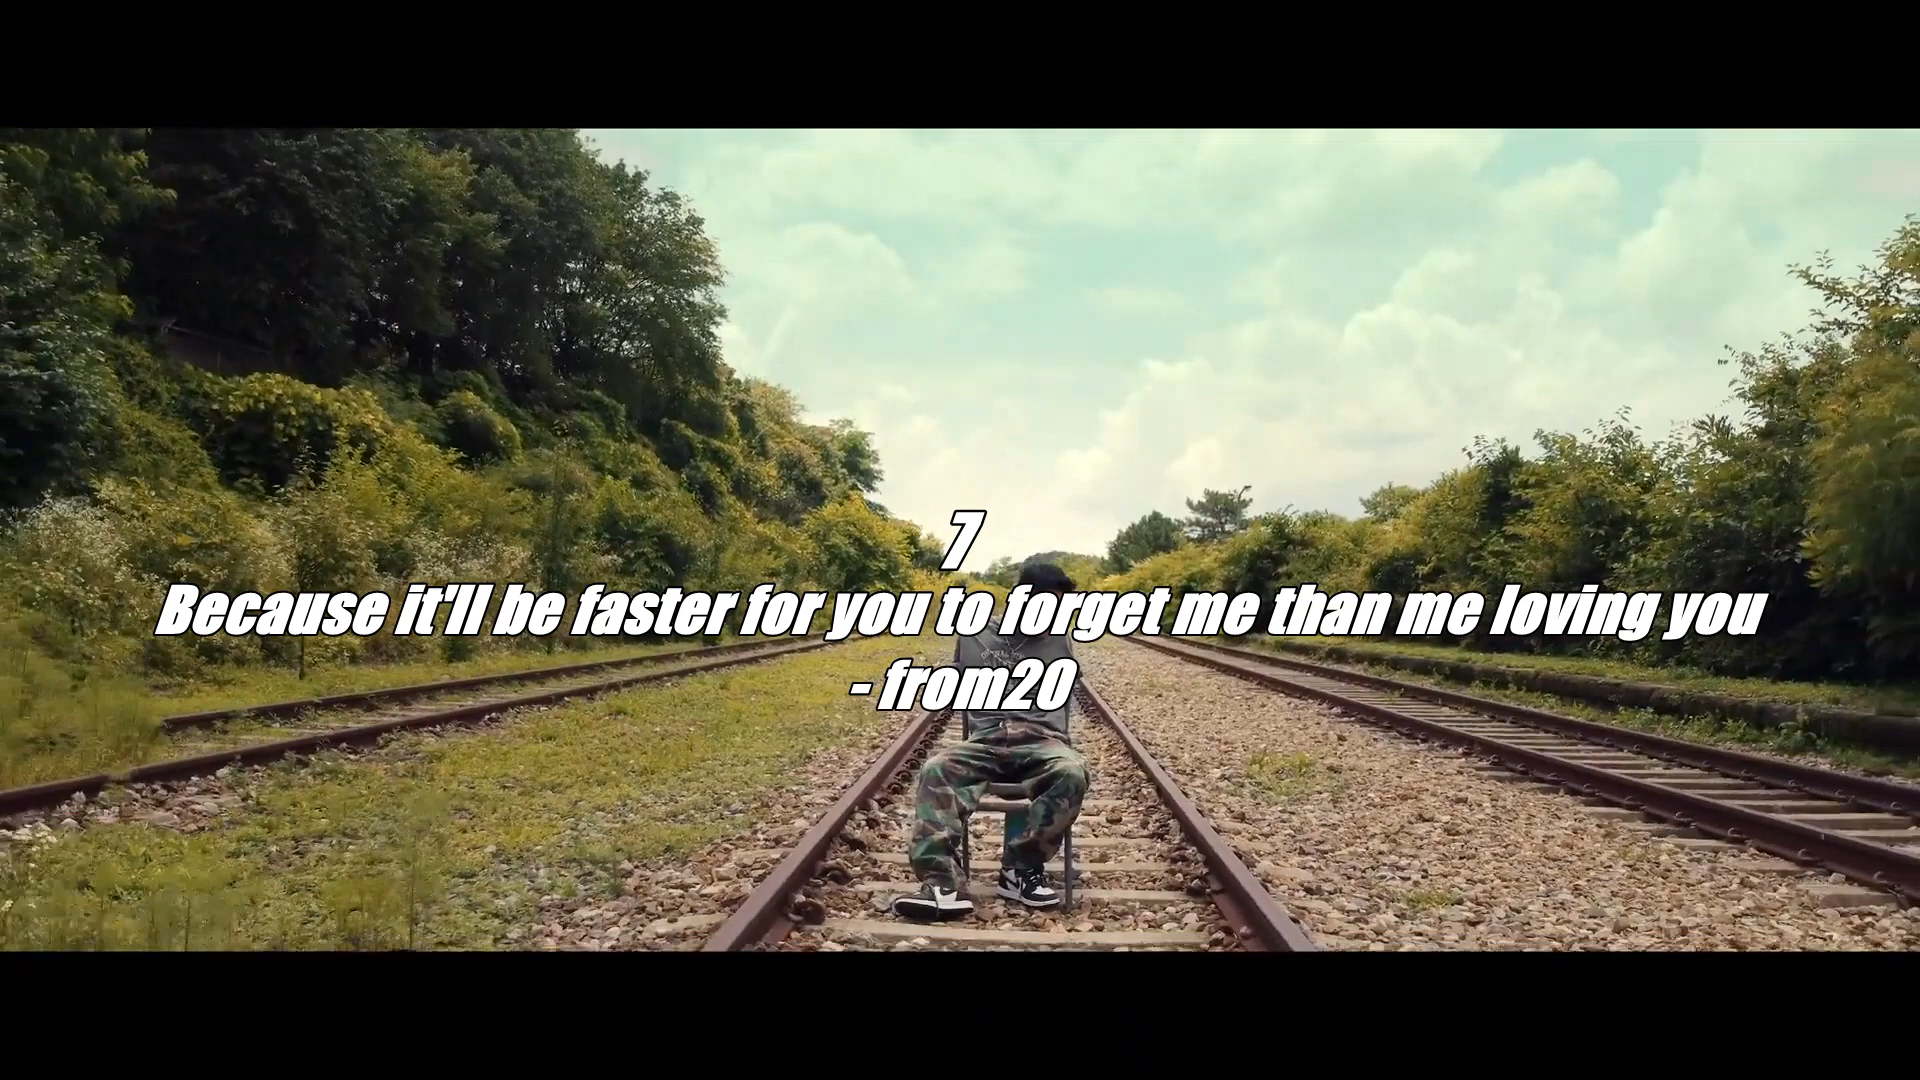 7
Because it'll be faster for you to forget me than me loving you
- from20